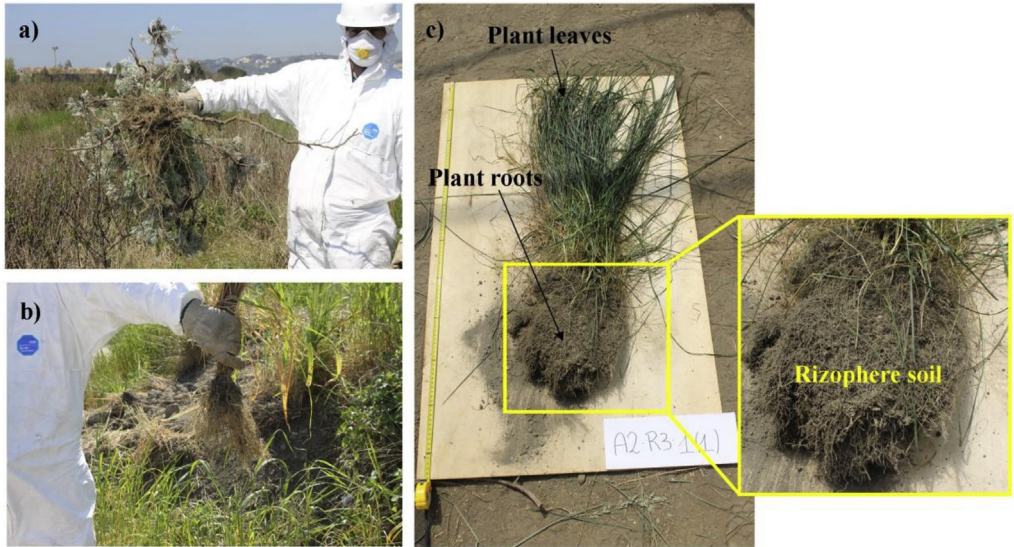 a)
b)
c)
Plant leaves
Plant roots
Rizophere soil
A2-R3-1(1)